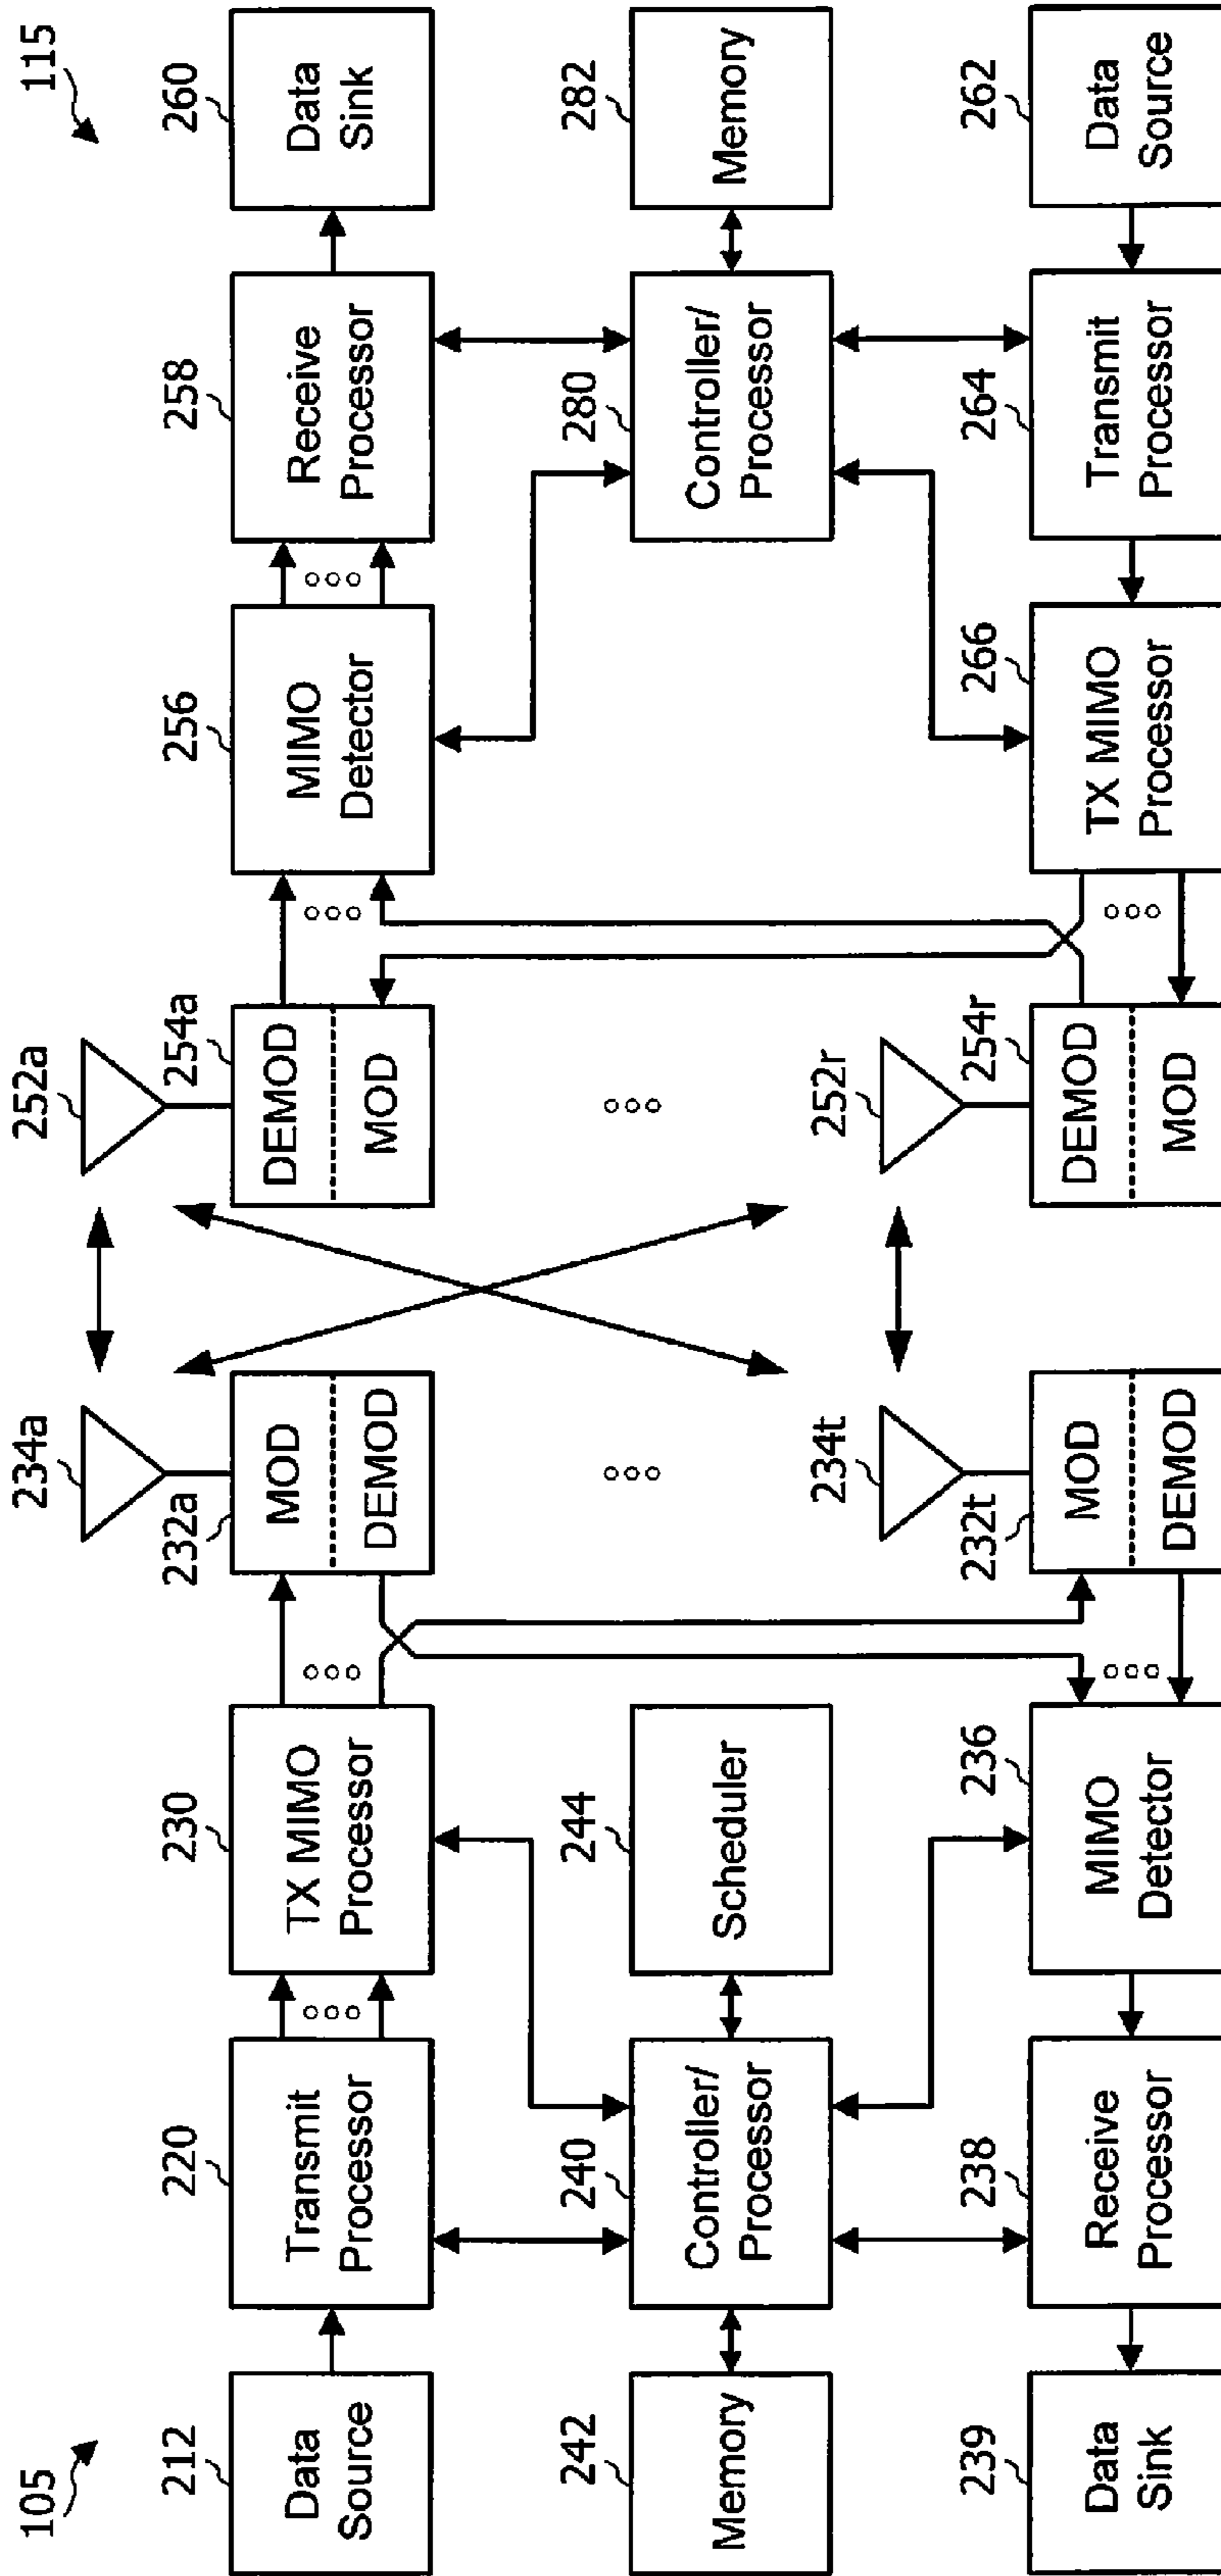 105
115
212
Data
Source
220
Transmit
Processor
230
TX MIMO
Processor
232a
MOD
DEMOD
234a
252a
254a
DEMOD
MOD
256
MIMO
Detector
258
Receive
Processor
260
Data
Sink
242
Memory
240
Controller/
Processor
244
Scheduler
280
Controller/
Processor
282
Memory
239
Data
Sink
238
Receive
Processor
236
MIMO
Detector
232t
MOD
DEMOD
234t
252r
254r
DEMOD
MOD
266
TX MIMO
Processor
264
Transmit
Processor
262
Data
Source